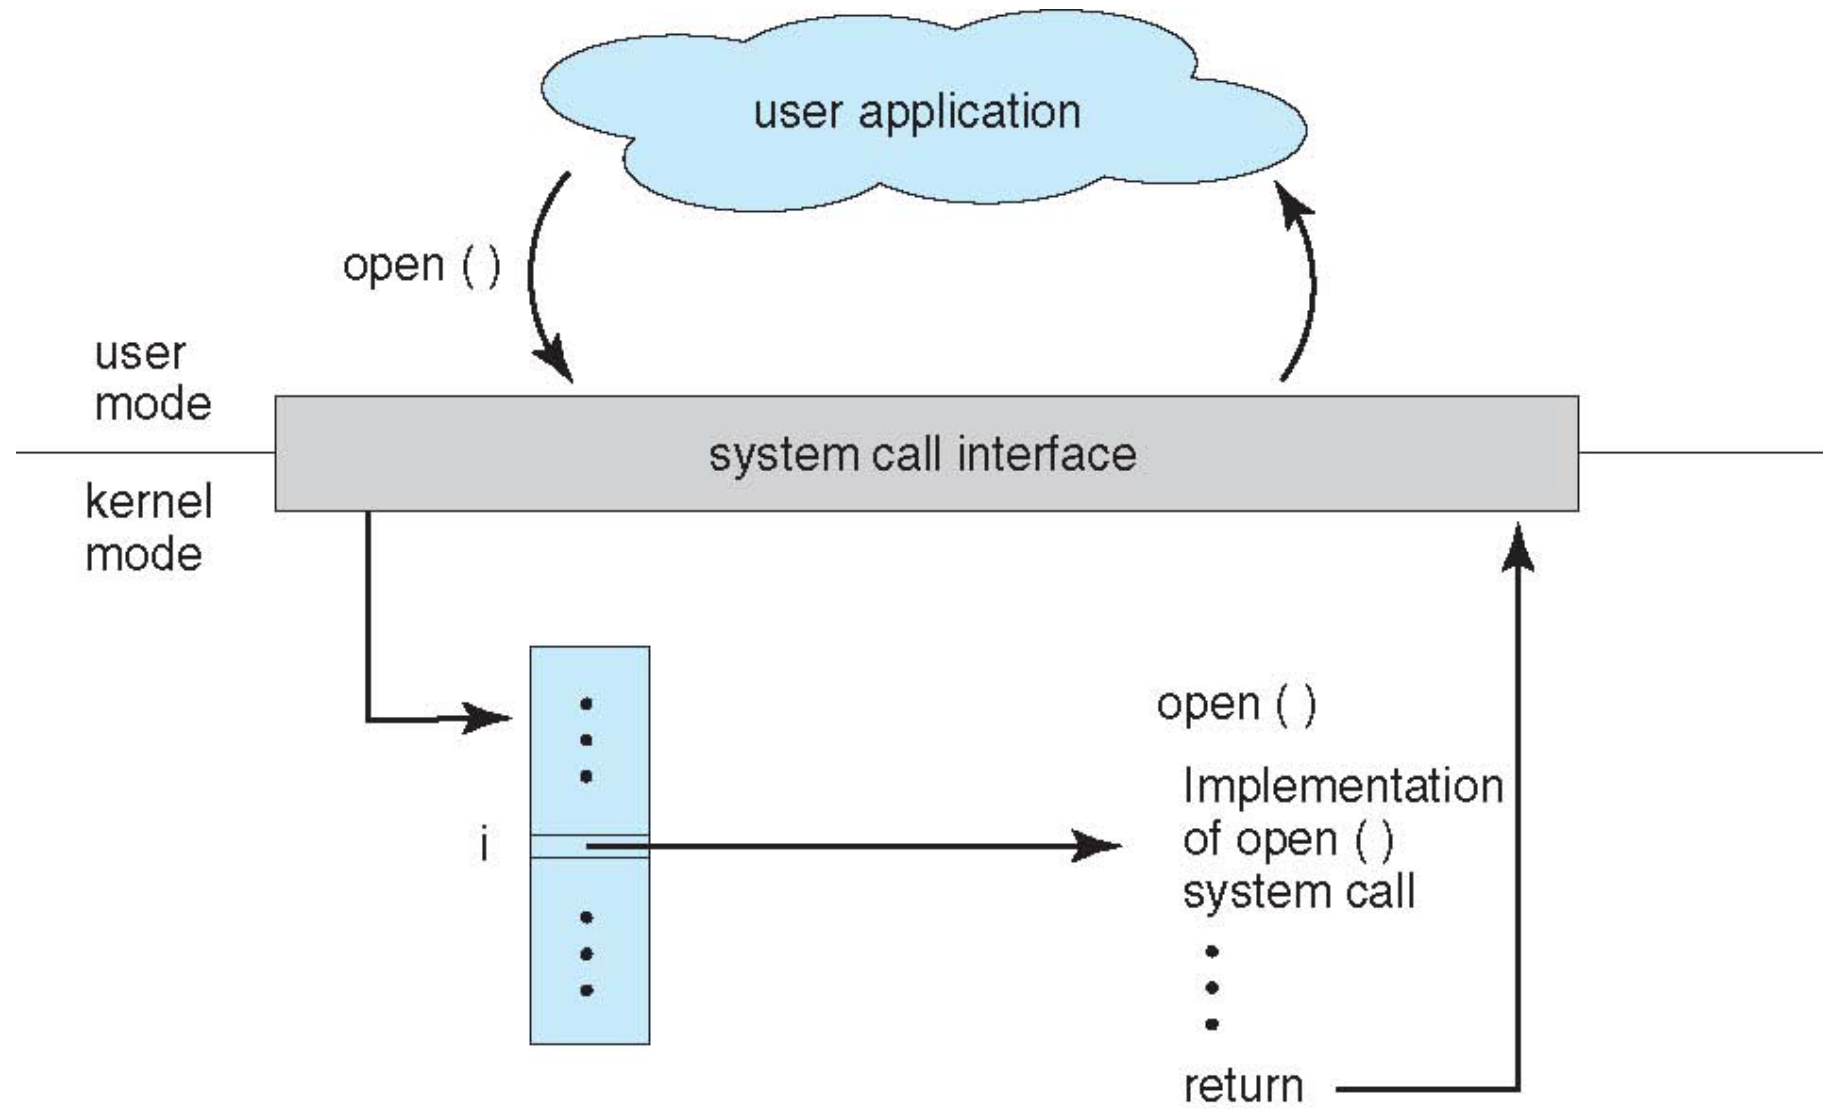 user application
open ( )
user
mode
system call interface
kernel
mode
open ( )
Implementation
of open ( )
system call
i
return